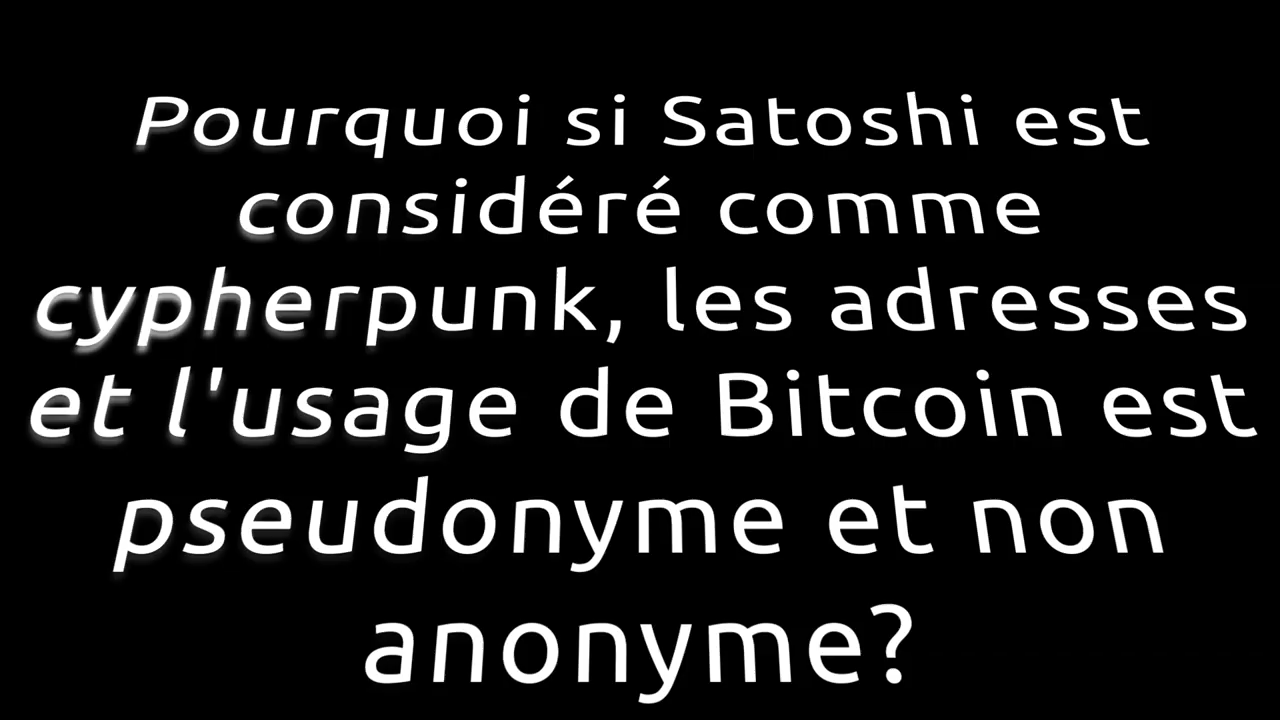 Pourquoi si Satoshi est
considéré comme
cypherpunk, les adresses
et l'usage de Bitcoin est
pseudonyme et non
anonyme?